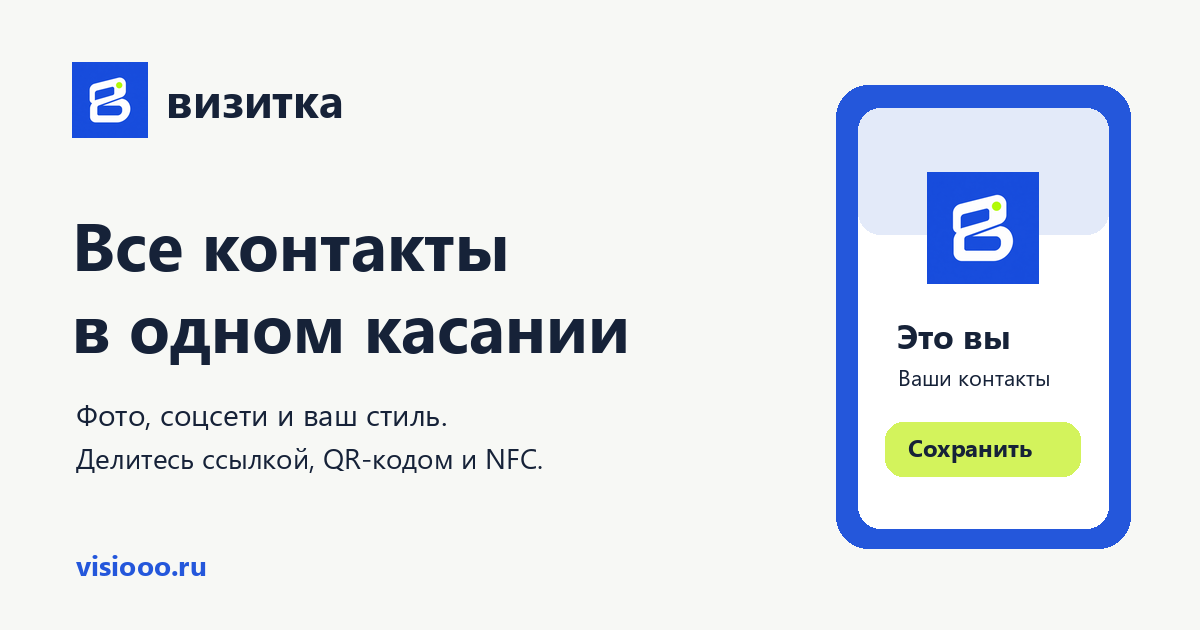 визитка
Все контакты
в одном касании
Фото, соцсети и ваш стиль.
Делитесь ссылкой, QR-кодом и NFC.
visiooo.ru
Это вы
Ваши контакты
Сохранить